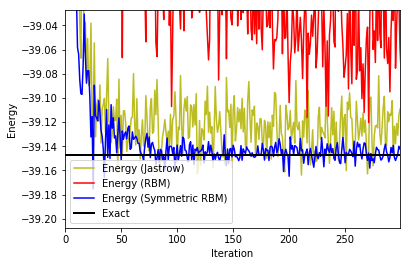 −39.04
−39.06
−39.08
−39.10
−39.12
−39.14
−39.16
−39.18
−39.20
Energy
Energy (Jastrow)
Energy (RBM)
Energy (Symmetric RBM)
Exact
0 50 100 150 200 250
Iteration